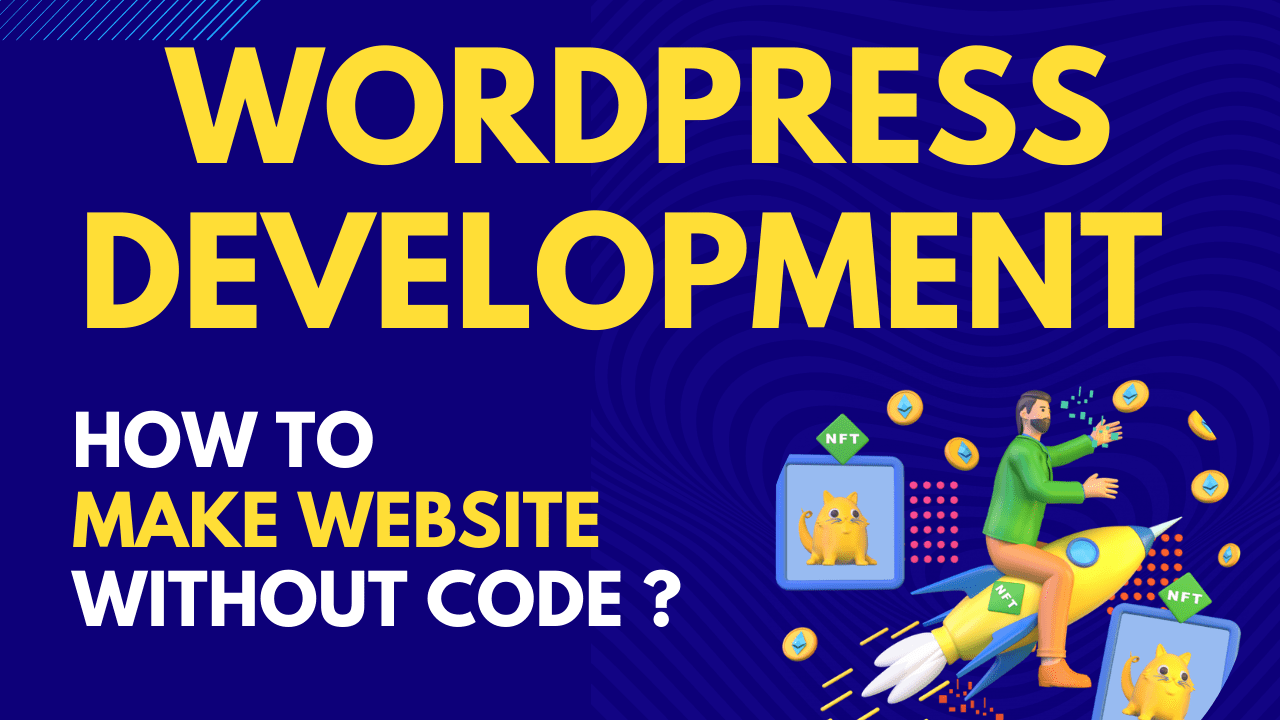 WORDPRESS
DEVELOPMENT
HOW TO
MAKE WEBSITE
WITHOUT CODE ?
NFT
NFT
NFT